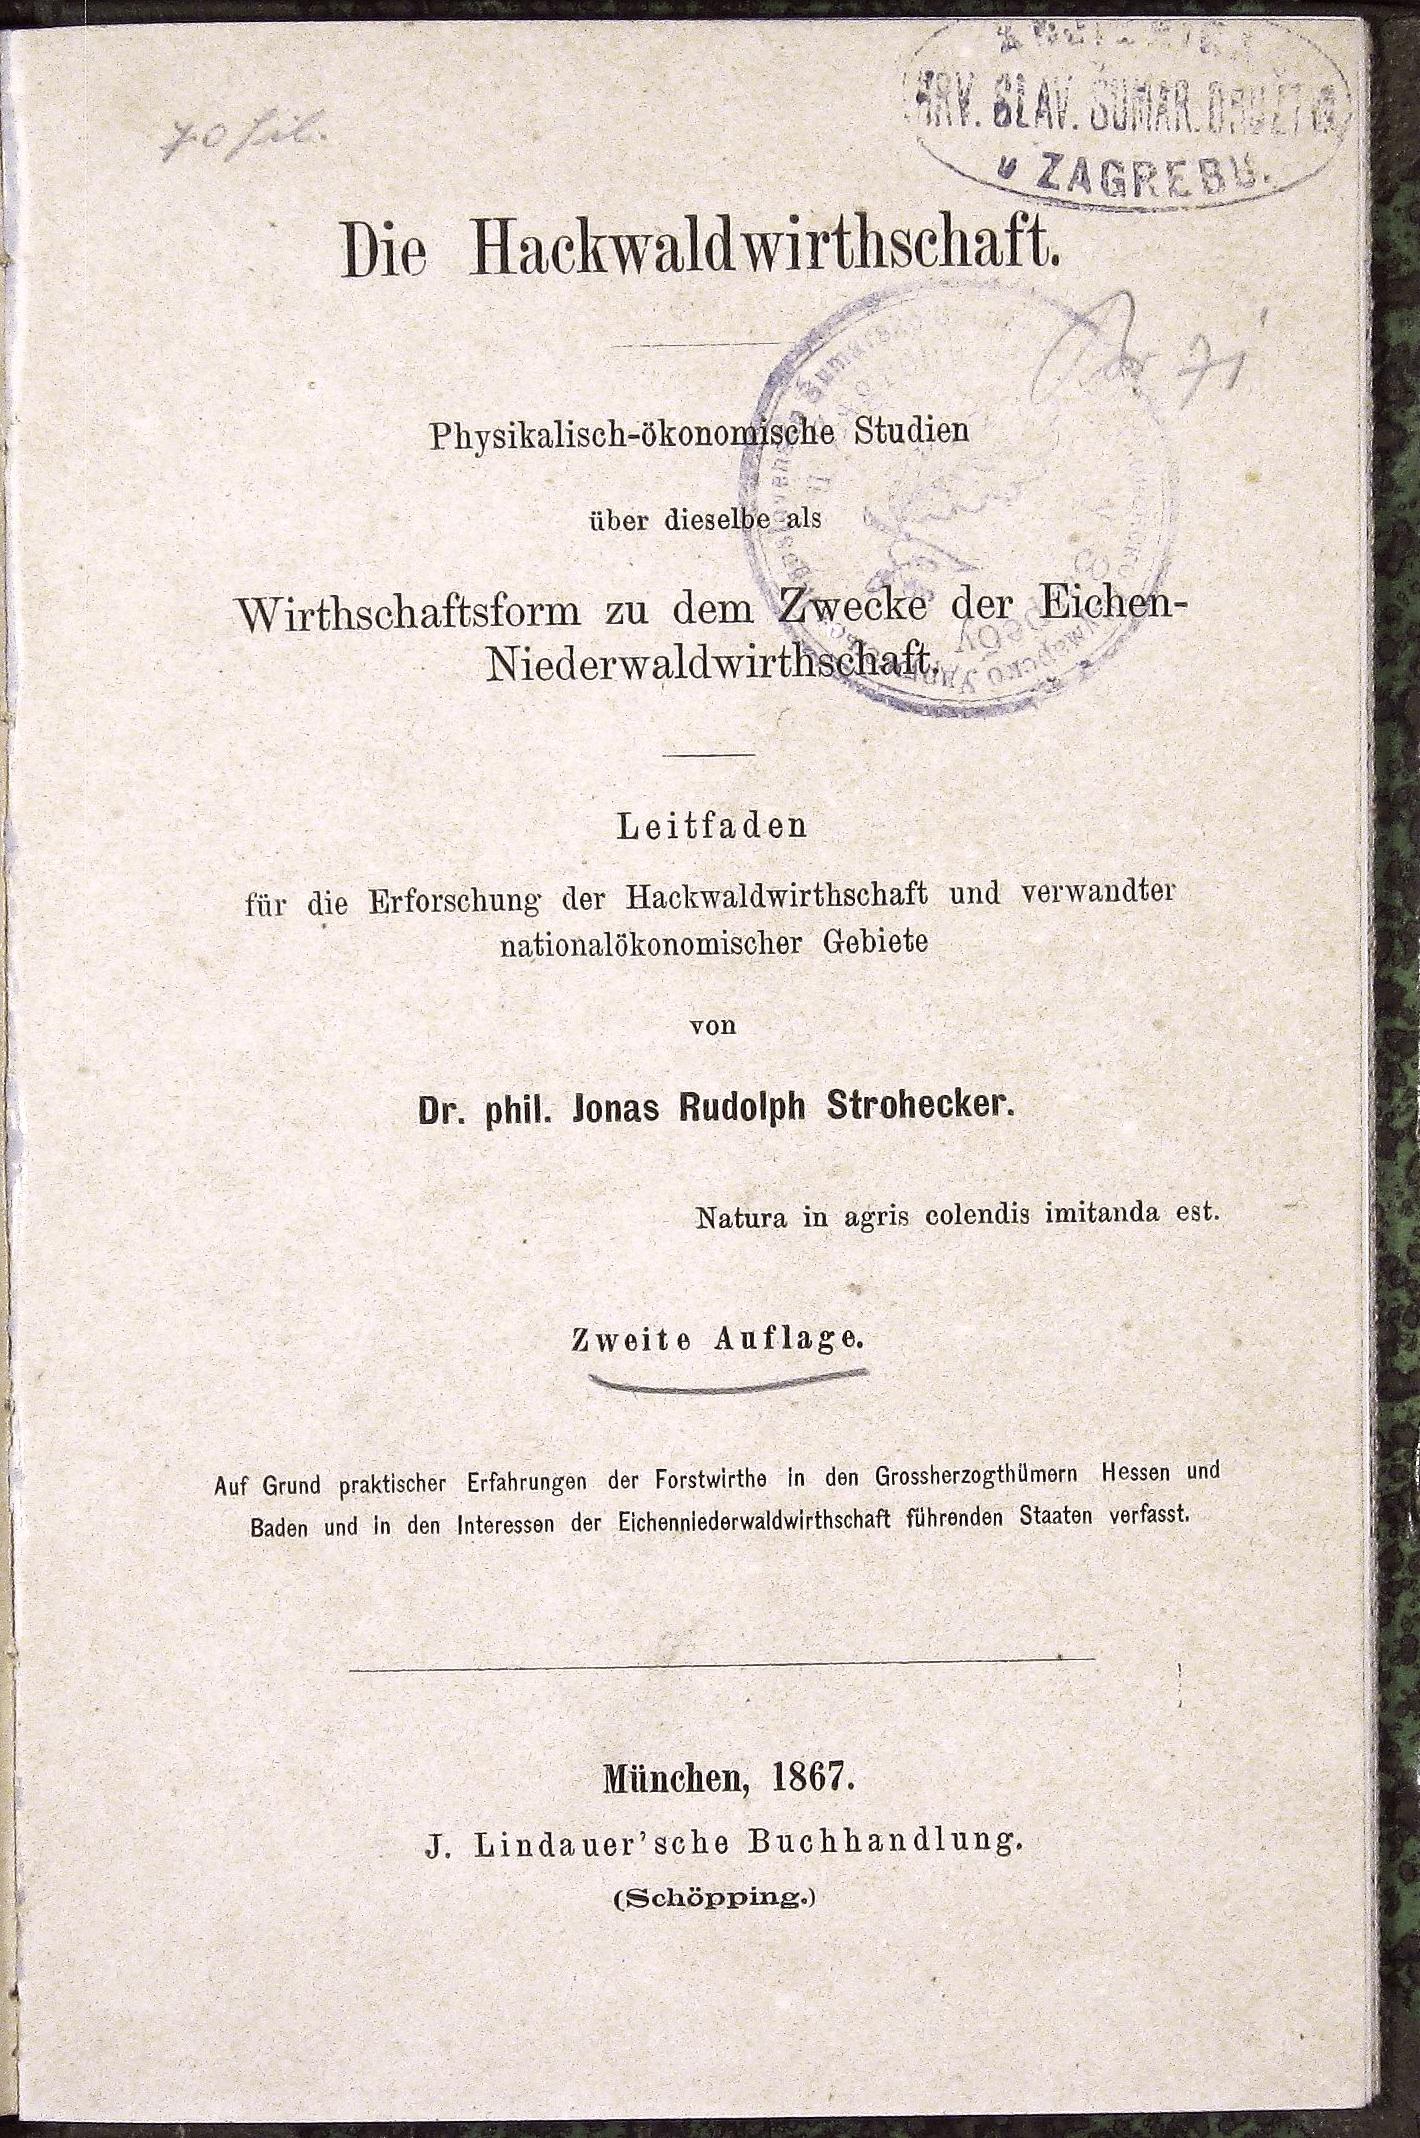 HRV. SLAV. ŠUMAR. DRUŽTVA
u ZAGREBU.
Die Hackwaldwirthschaft.
Physikalisch-ökonomische Studien
über dieselbe als
Wirthschaftsform zu dem Zwecke der Eichen-
Niederwaldwirthschaft.
Leitfaden
für die Erforschung der Hackwaldwirthschaft und verwandter
nationalökonomischer Gebiete
von
Dr. phil. Jonas Rudolph Strohecker.
Natura in agris colendis imitanda est.
Zweite Auflage.
Auf Grund praktischer Erfahrungen der Forstwirthe in den Grossherzogthümern Hessen und
Baden und in den Interessen der Eichenniederwaldwirthschaft führenden Staaten verfasst.
München, 1867.
J. Lindauer'sche Buchhandlung.
(Schöpping.)